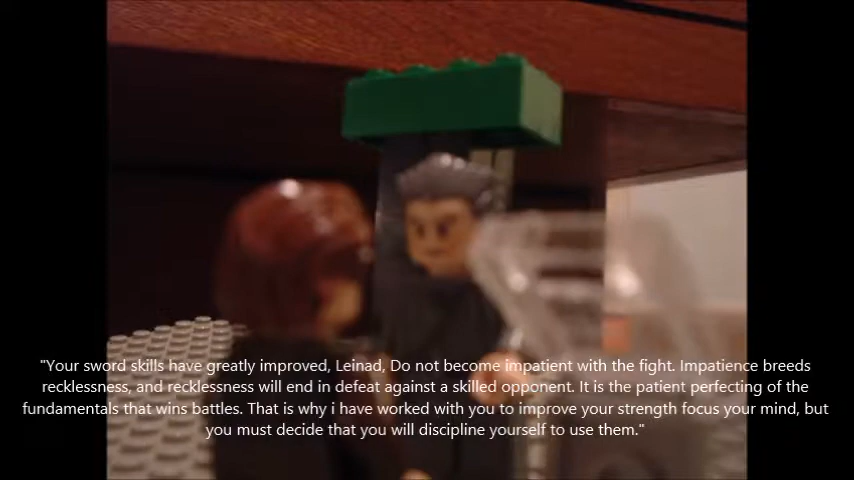 "Your sword skills have greatly improved, Leinad, Do not become impatient with the fight. Impatience breeds
recklessness, and recklessness will end in defeat against a skilled opponent. It is the patient perfecting of the
fundamentals that wins battles. That is why i have worked with you to improve your strength focus your mind, but
you must decide that you will discipline yourself to use them."